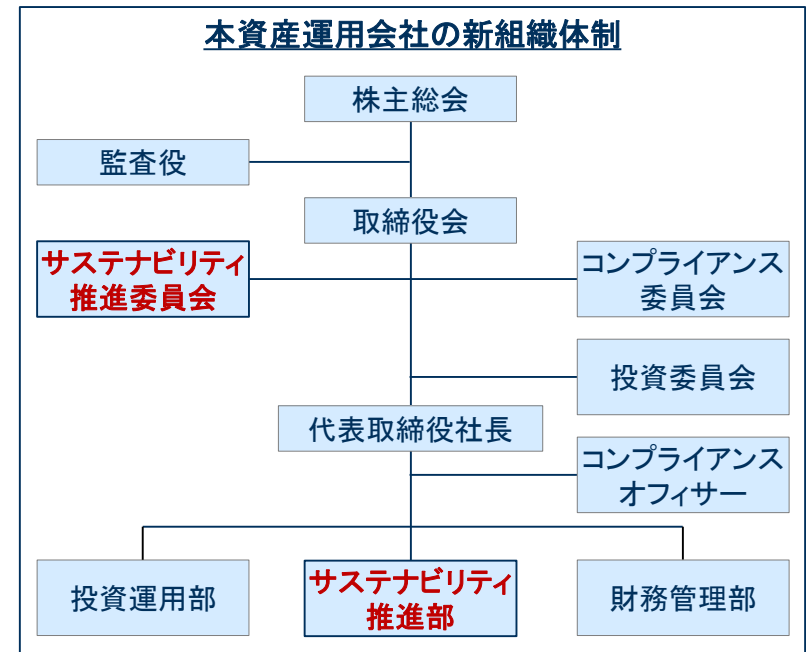 本資産運用会社の新組織体制
株主総会
監査役
取締役会
サステナビリティ
推進委員会
コンプライアンス
委員会
投資委員会
代表取締役社長
コンプライアンス
オフィサー
投資運用部
サステナビリティ
推進部
財務管理部